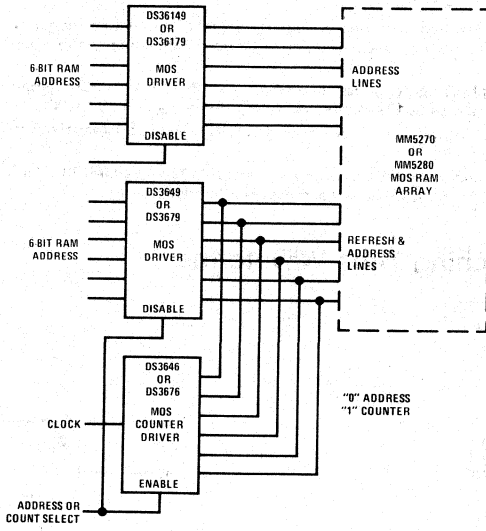 DS36149
OR
DS36179
MOS
DRIVER
DISABLE
6-BIT RAM
ADDRESS
ADDRESS
LINES
MM5270
OR
MM5280
MOS RAM
ARRAY
DS3649
OR
DS3679
MOS
DRIVER
DISABLE
6-BIT RAM
ADDRESS
REFRESH &
ADDRESS
LINES
DS3646
OR
DS3676
MOS
COUNTER
DRIVER
ENABLE
CLOCK
"0" ADDRESS
"1" COUNTER
ADDRESS OR
COUNT SELECT